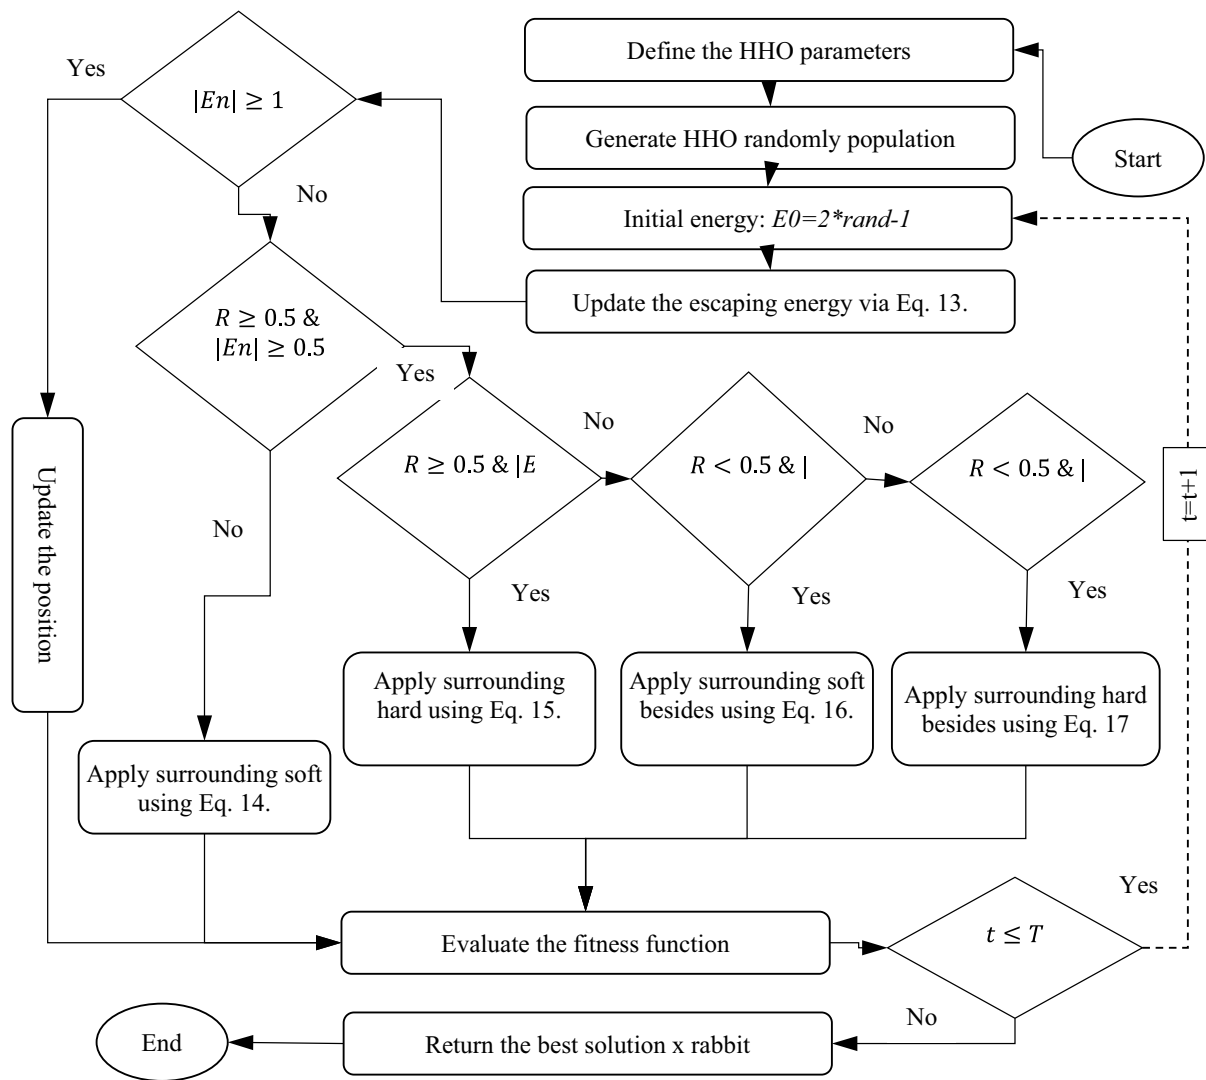 Define the HHO parameters
Yes
|En| ≥ 1
Generate HHO randomly population
Start
No
Initial energy: E0=2*rand-1
Update the escaping energy via Eq. 13.
R ≥ 0.5 &
|En| ≥ 0.5
Yes
No
No
R ≥ 0.5 & |E
R < 0.5 & |
R < 0.5 & |
t=t+1
Update the position
No
Yes
Yes
Yes
Apply surrounding
hard using Eq. 15.
Apply surrounding soft
besides using Eq. 16.
Apply surrounding hard
besides using Eq. 17
Apply surrounding soft
using Eq. 14.
Yes
Evaluate the fitness function
t ≤ T
No
End
Return the best solution x rabbit